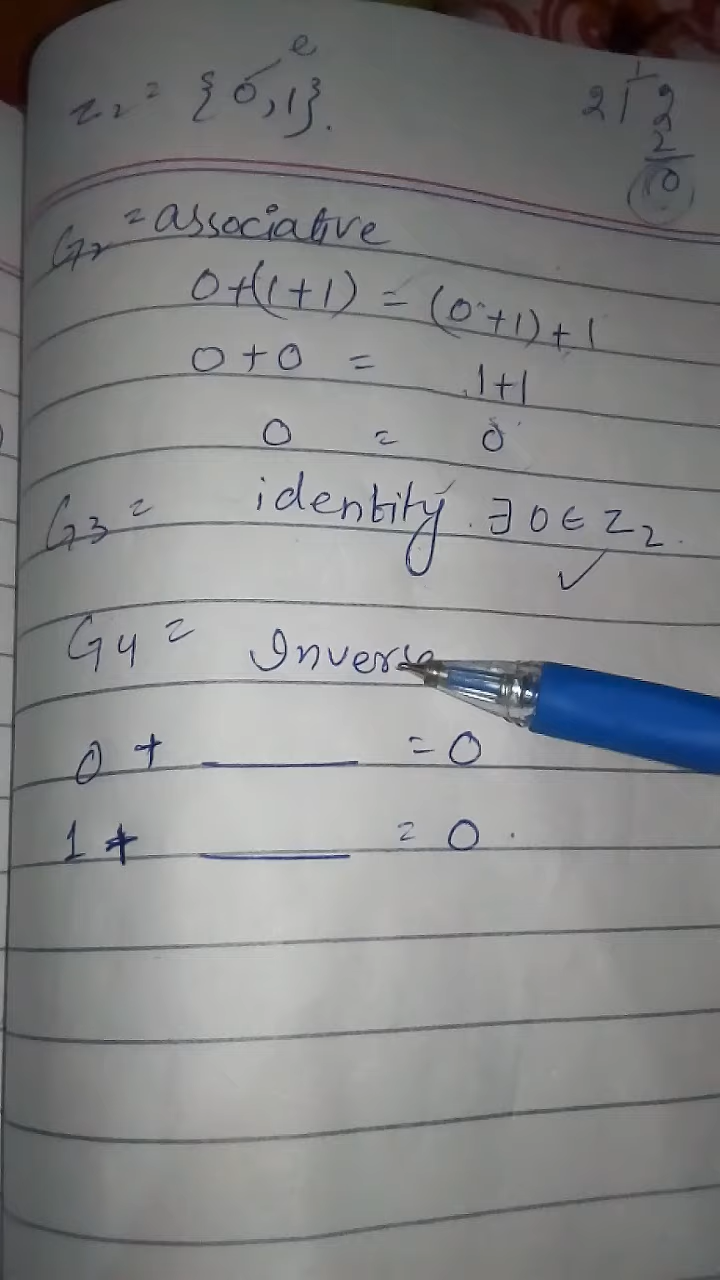 e
Z₂ = {0, 1}.
1
2 | 2
2
0
G₂ = associative
0+(1+1) = (0+1)+1
0+0 = 1+1
0 = 0
G3 = identity. ∃ 0 ∈ Z₂.
✓
G4 = Inverse
0 + ____ = 0
1 + ____ = 0.